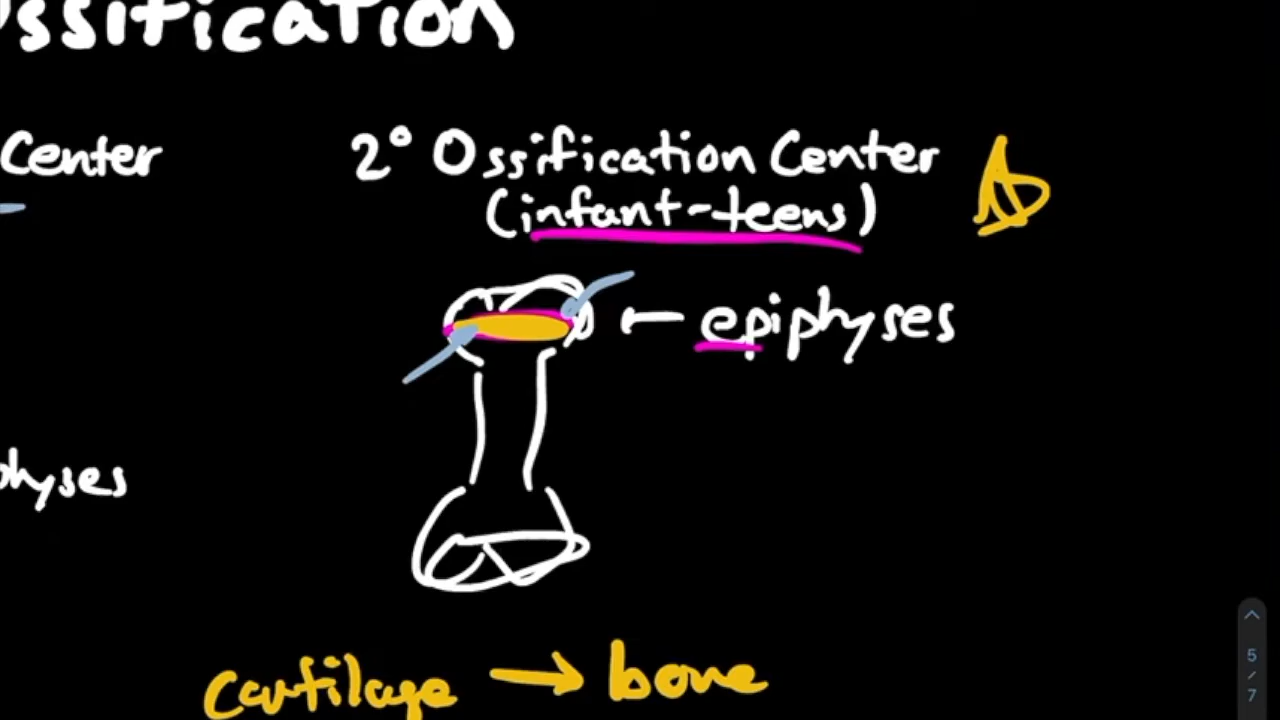 ssification
Center
2° Ossification Center
(infant-teens)
← epiphyses
physes
cartilage → bone
5
/
7